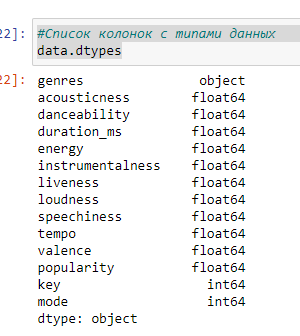 22]: #Список колонок с типами данных
data.dtypes
22]: genres object
acousticness float64
danceability float64
duration_ms float64
energy float64
instrumentalness float64
liveness float64
loudness float64
speechiness float64
tempo float64
valence float64
popularity float64
key int64
mode int64
dtype: object